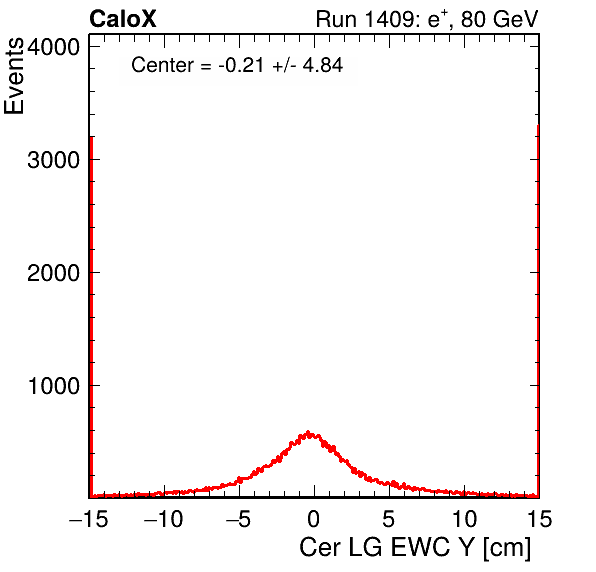 CaloX Run 1409: e⁺, 80 GeV
Center = -0.21 +/- 4.84
Events
4000
3000
2000
1000
−15 −10 −5 0 5 10 15
Cer LG EWC Y [cm]